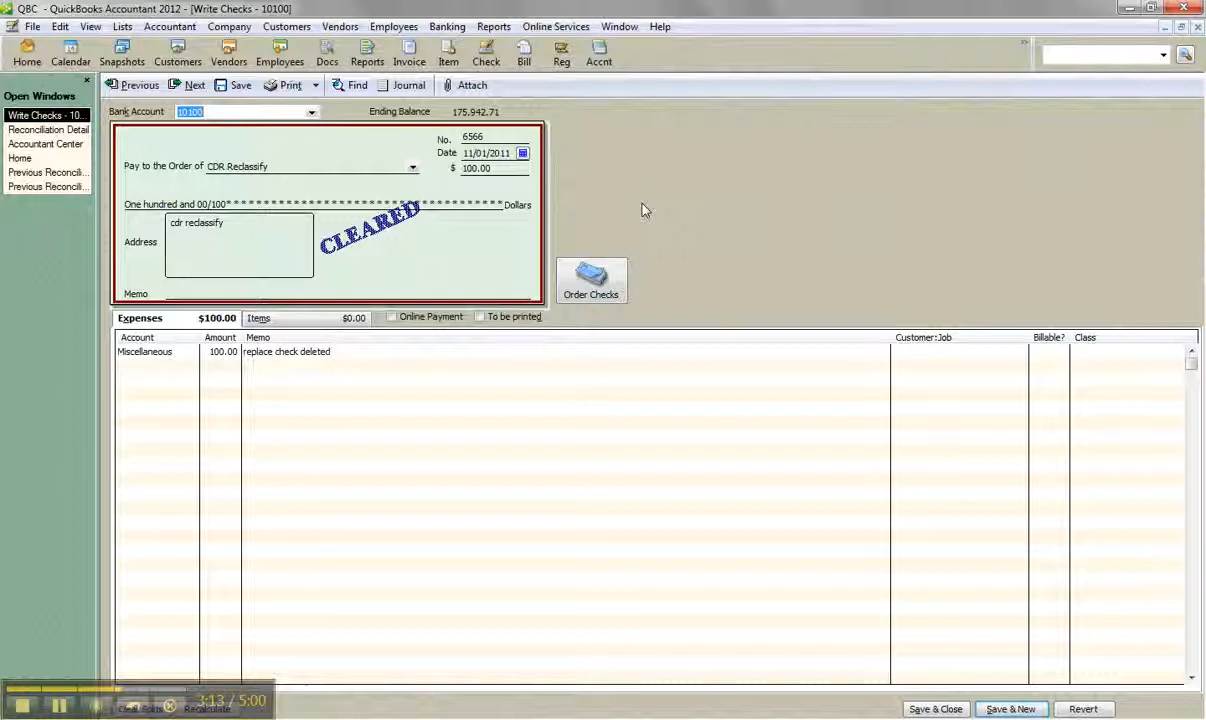 QBC - QuickBooks Accountant 2012 - [Write Checks - 10100]
File Edit View Lists Accountant Company Customers Vendors Employees Banking Reports Online Services Window Help
Home Calendar Snapshots Customers Vendors Employees Docs Reports Invoice Item Check Bill Reg Accnt
Open Windows
Write Checks - 10...
Reconciliation Detail
Accountant Center
Home
Previous Reconcili...
Previous Reconcili...
Previous Next Save Print Find Journal Attach
Bank Account 10100 Ending Balance 175,942.71
No. 6566
Date 11/01/2011
Pay to the Order of CDR Reclassify $ 100.00
One hundred and 00/100* * * * * * * * * * * * * * * * * * * * * * * * * * * * * * * * * Dollars
Address cdr reclassify
CLEARED
Memo
Order Checks
Expenses $100.00 Items $0.00 Online Payment To be printed
Account Amount Memo Customer:Job Billable? Class
Miscellaneous 100.00 replace check deleted
3:13 / 5:00
Clear Splits Recalculate
Save & Close Save & New Revert